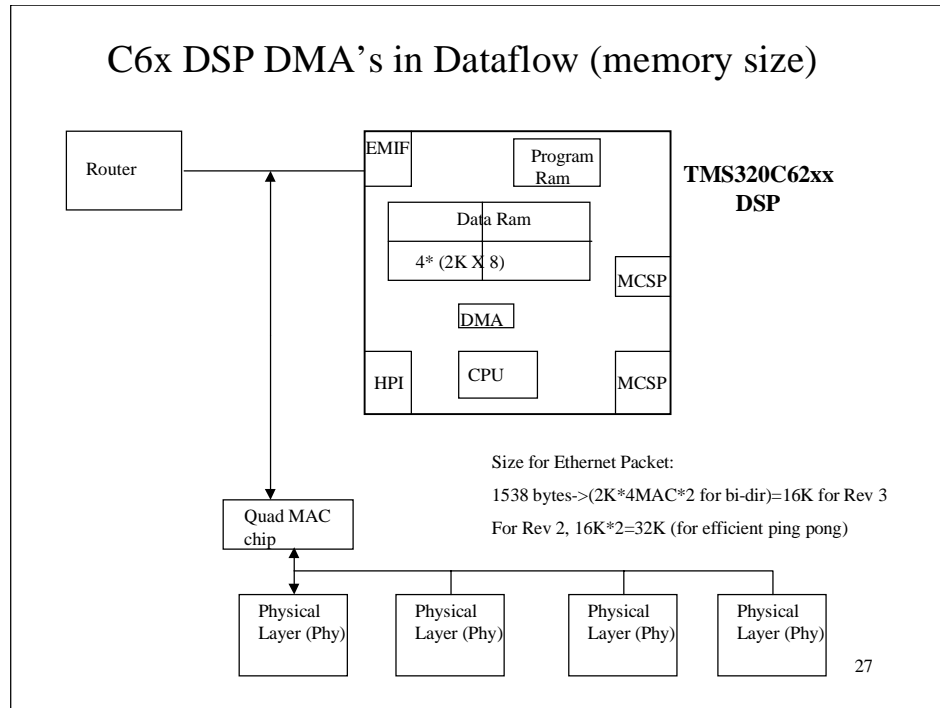 C6x DSP DMA's in Dataflow (memory size)
Router
EMIF
Program
Ram
TMS320C62xx
DSP
Data Ram
4* (2K X 8)
MCSP
DMA
HPI
CPU
MCSP
Size for Ethernet Packet:
1538 bytes->(2K*4MAC*2 for bi-dir)=16K for Rev 3
For Rev 2, 16K*2=32K (for efficient ping pong)
Quad MAC
chip
Physical
Layer (Phy)
Physical
Layer (Phy)
Physical
Layer (Phy)
Physical
Layer (Phy)
27